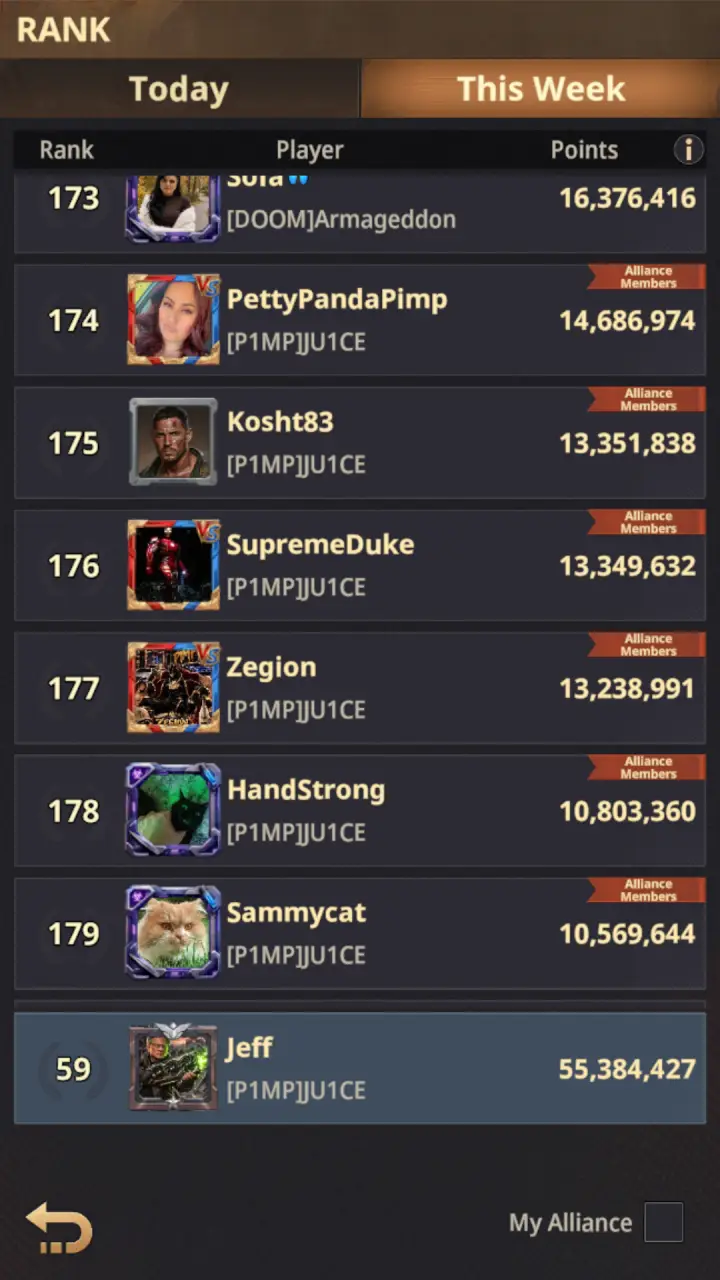 RANK
Today
This Week
Rank
Player
Points
173
Sofa
[DOOM]Armageddon
16,376,416
174
PettyPandaPimp
[P1MP]JU1CE
Alliance
Members
14,686,974
175
Kosht83
[P1MP]JU1CE
Alliance
Members
13,351,838
176
VS
SupremeDuke
[P1MP]JU1CE
Alliance
Members
13,349,632
177
VS
Zegion
[P1MP]JU1CE
Alliance
Members
13,238,991
178
HandStrong
[P1MP]JU1CE
Alliance
Members
10,803,360
179
Sammycat
[P1MP]JU1CE
Alliance
Members
10,569,644
59
Jeff
[P1MP]JU1CE
55,384,427
My Alliance